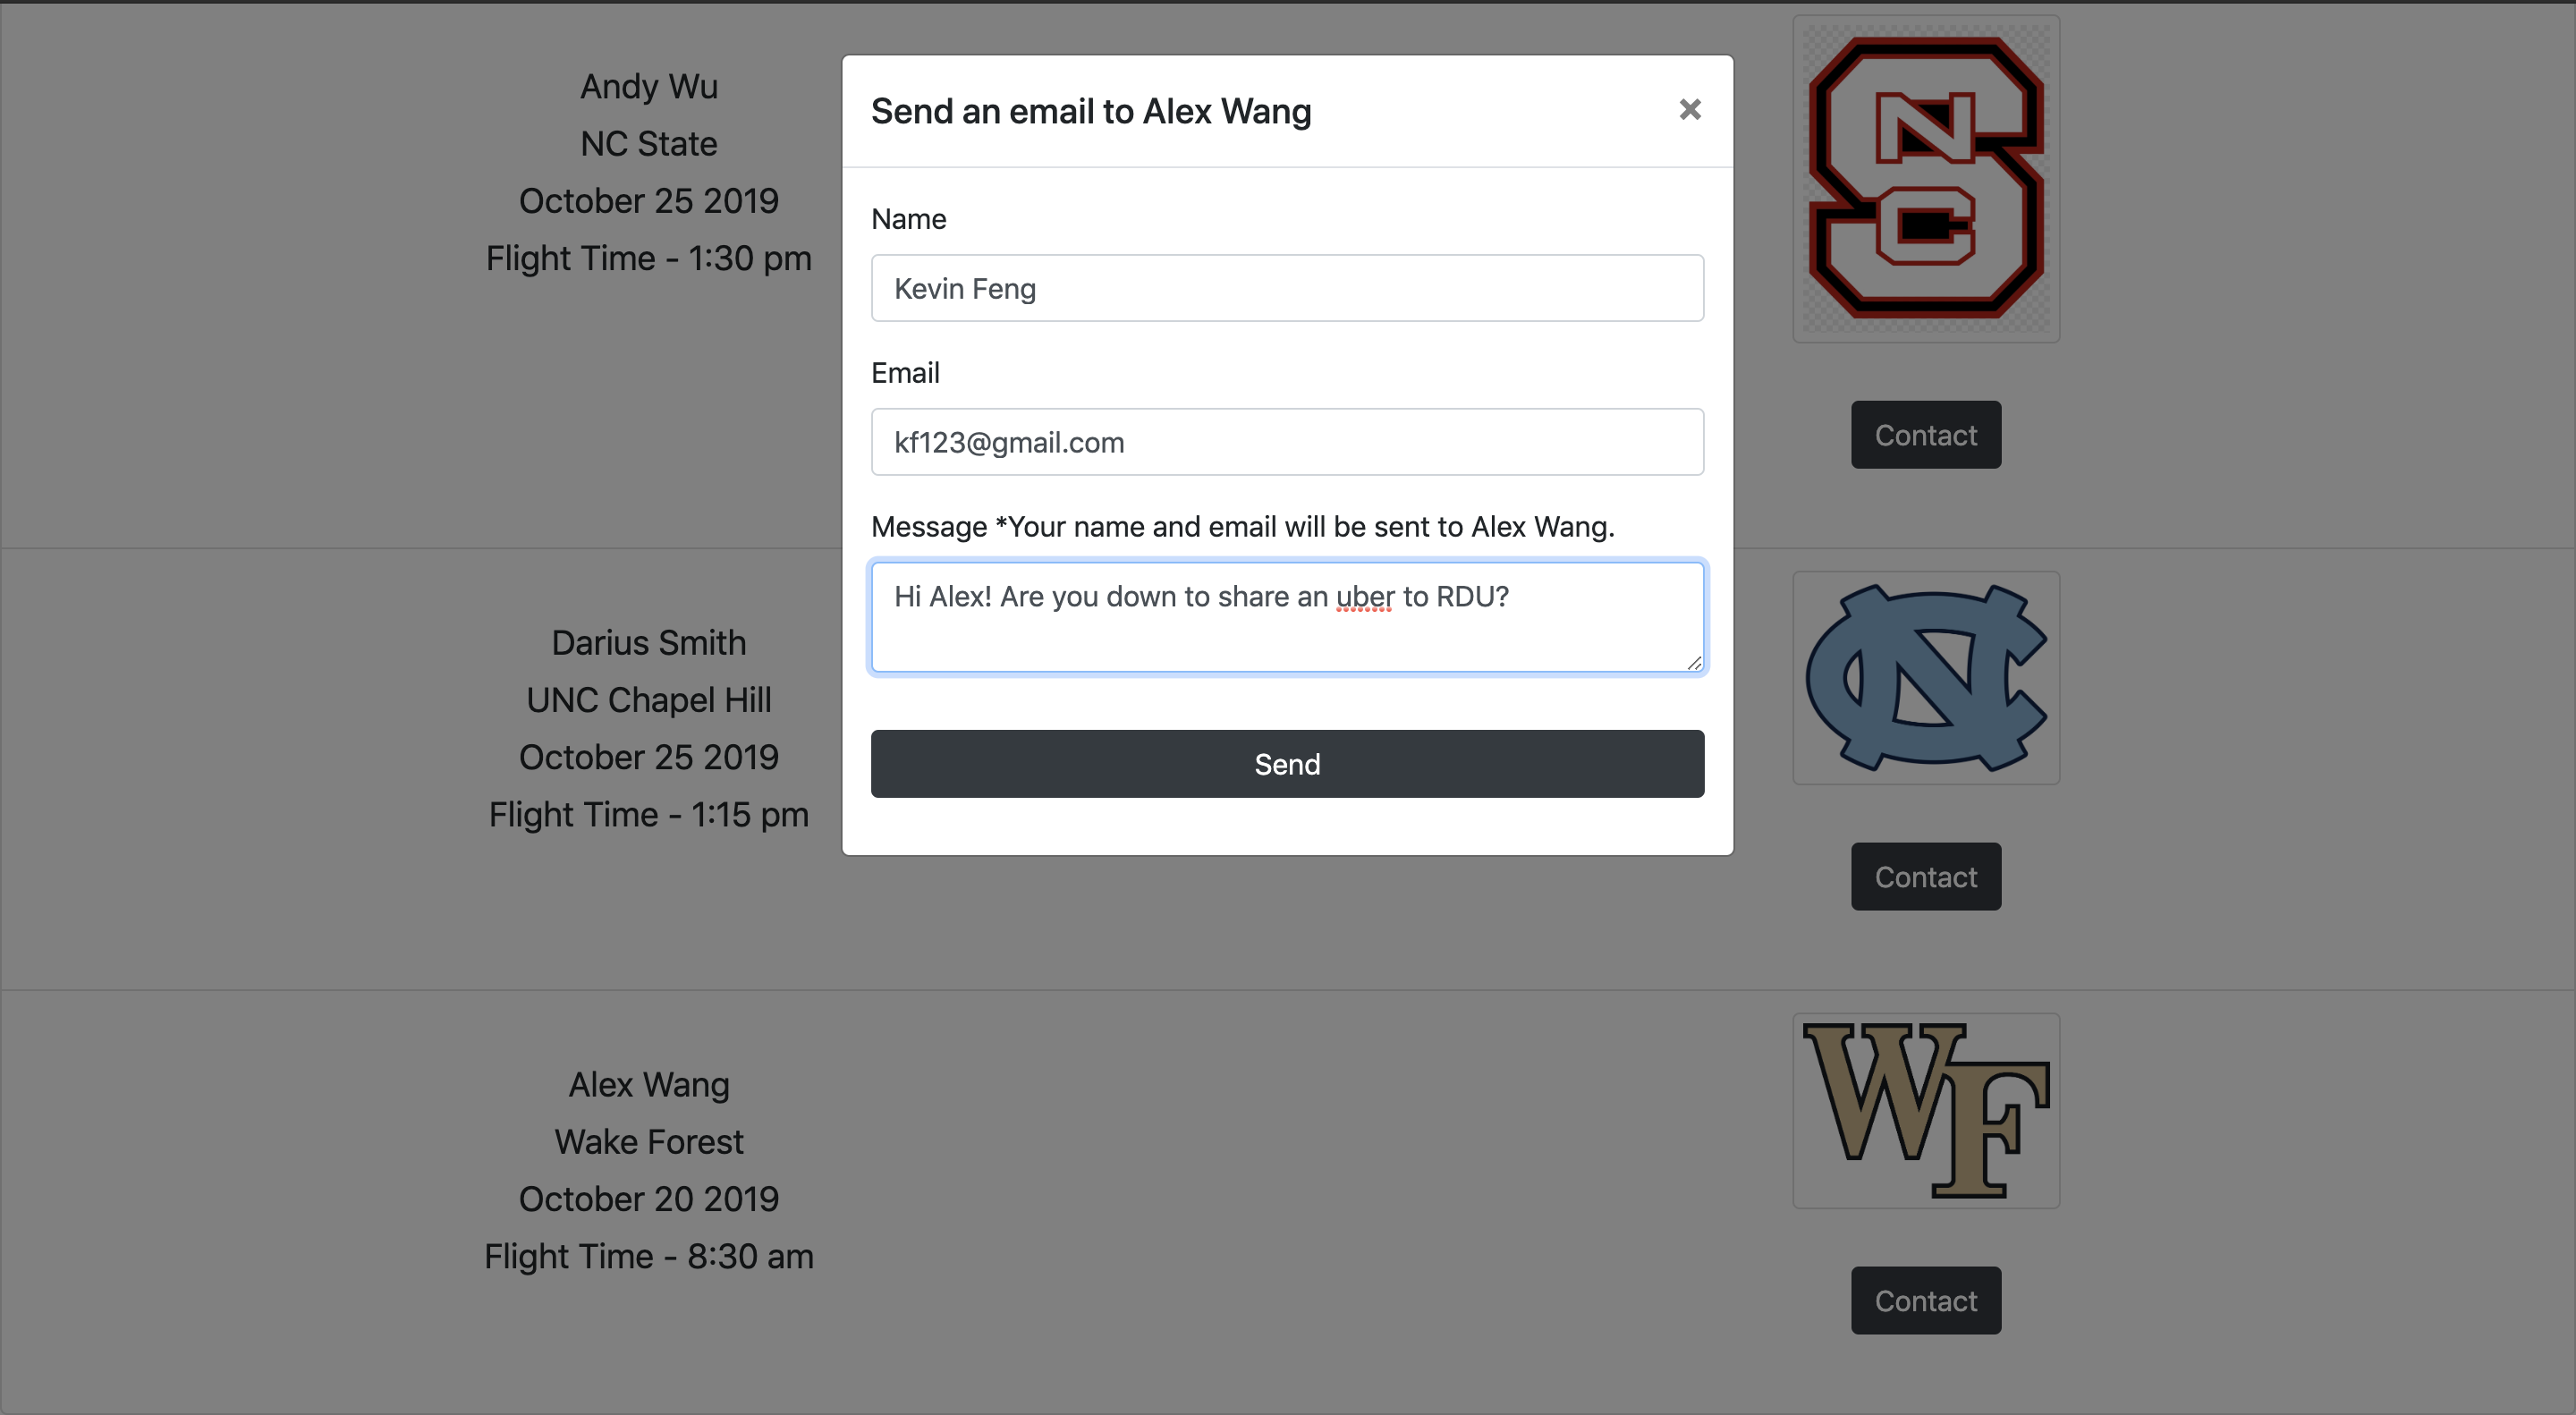 Send an email to Alex Wang
×
Name
Kevin Feng
Email
kf123@gmail.com
Message *Your name and email will be sent to Alex Wang.
Hi Alex! Are you down to share an uber to RDU?
Send
Andy Wu
NC State
October 25 2019
Flight Time - 1:30 pm
NCS
Contact
Darius Smith
UNC Chapel Hill
October 25 2019
Flight Time - 1:15 pm
NC
Contact
Alex Wang
Wake Forest
October 20 2019
Flight Time - 8:30 am
WF
Contact